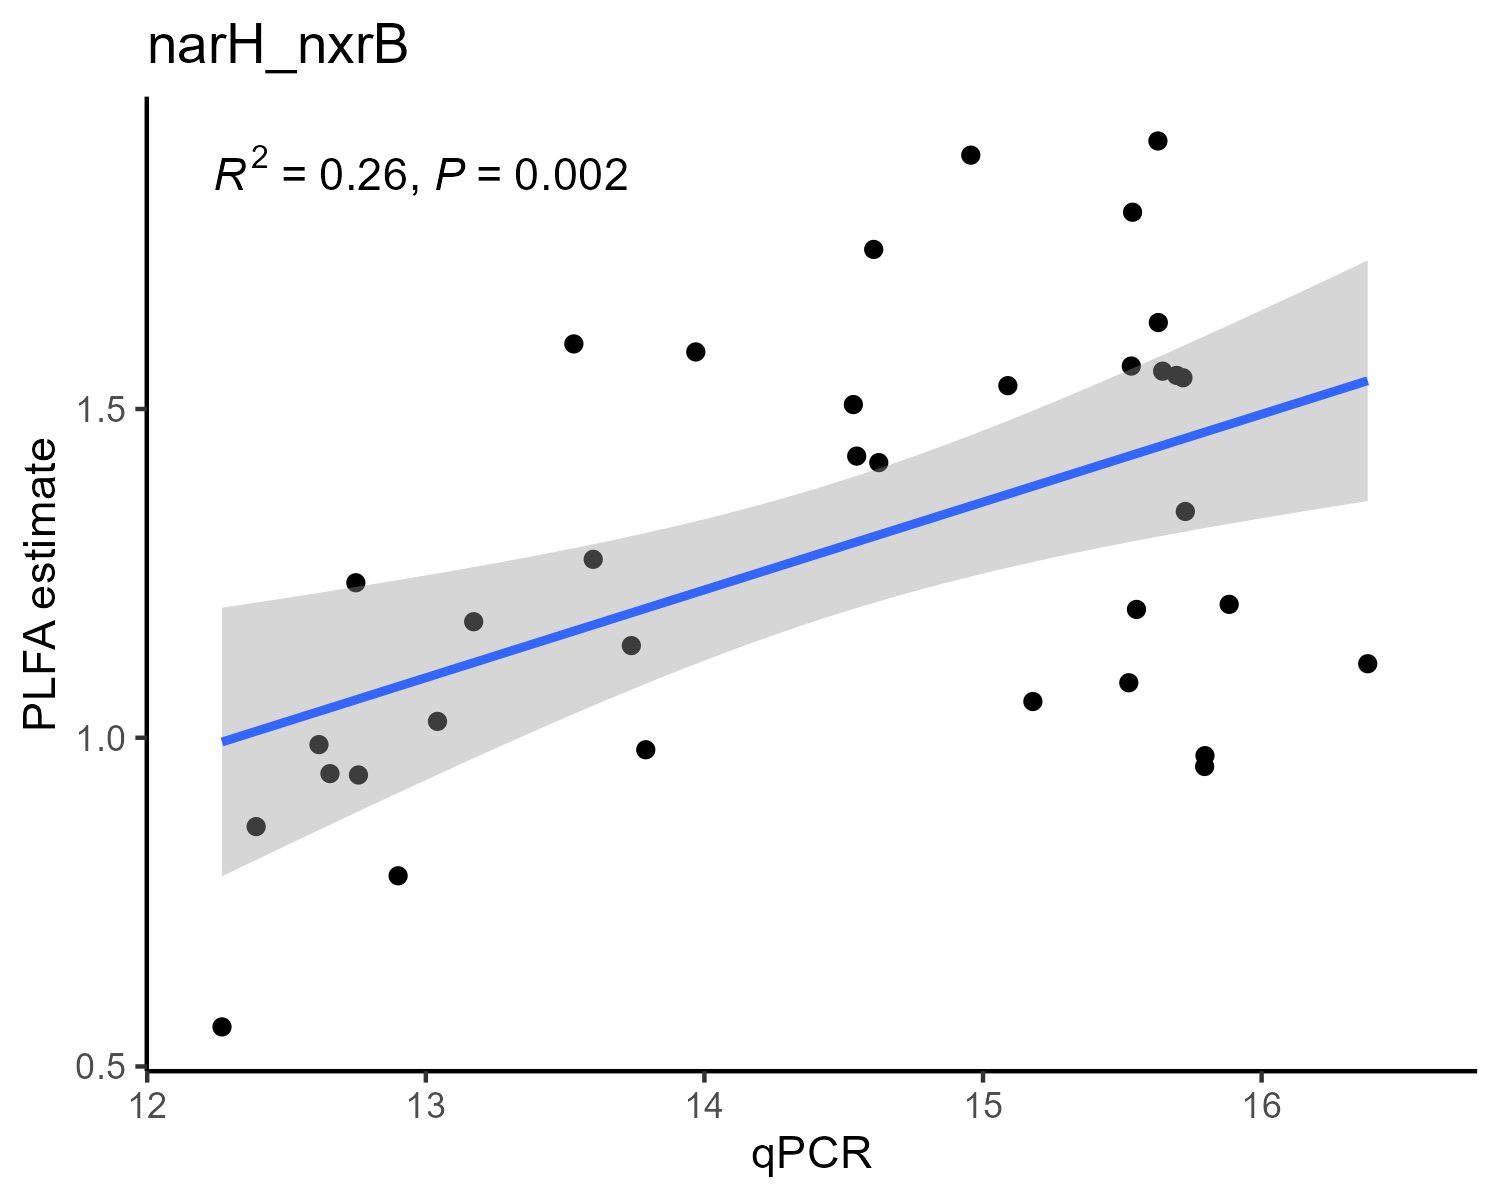 narH_nxrB
R² = 0.26, P = 0.002
PLFA estimate
1.5
1.0
0.5
12 13 14 15 16
qPCR